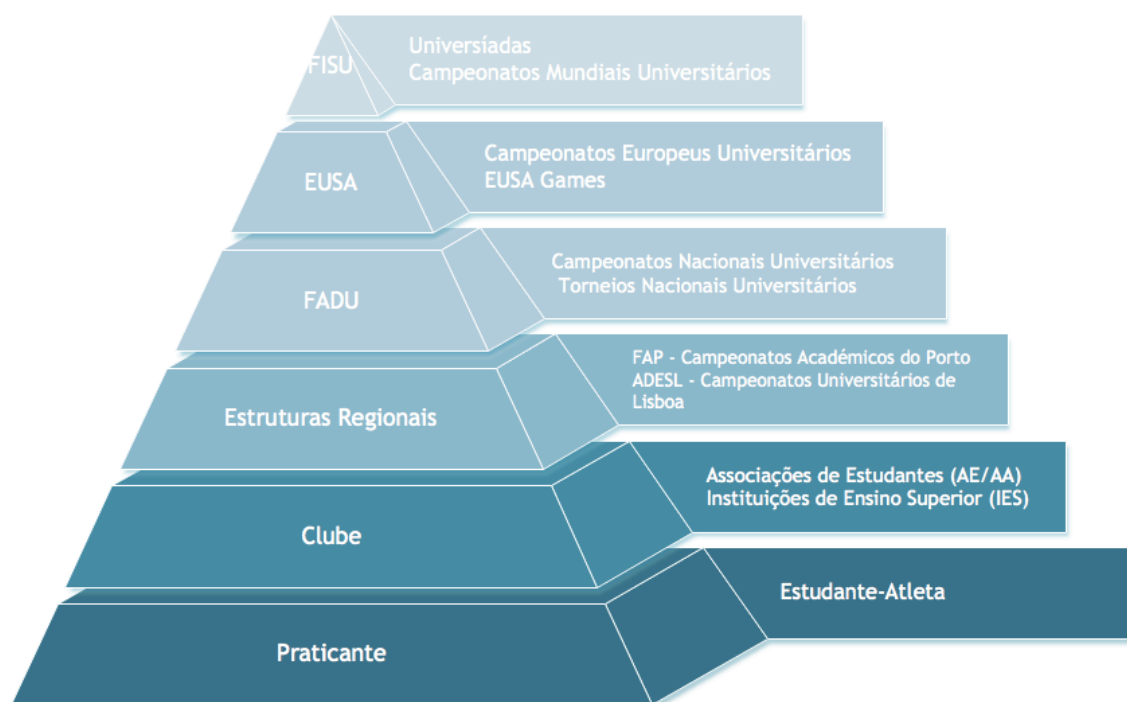 FISU
Universíadas
Campeonatos Mundiais Universitários
EUSA
Campeonatos Europeus Universitários
EUSA Games
FADU
Campeonatos Nacionais Universitários
Torneios Nacionais Universitários
Estruturas Regionais
FAP - Campeonatos Académicos do Porto
ADESL - Campeonatos Universitários de
Lisboa
Clube
Associações de Estudantes (AE/AA)
Instituições de Ensino Superior (IES)
Praticante
Estudante-Atleta